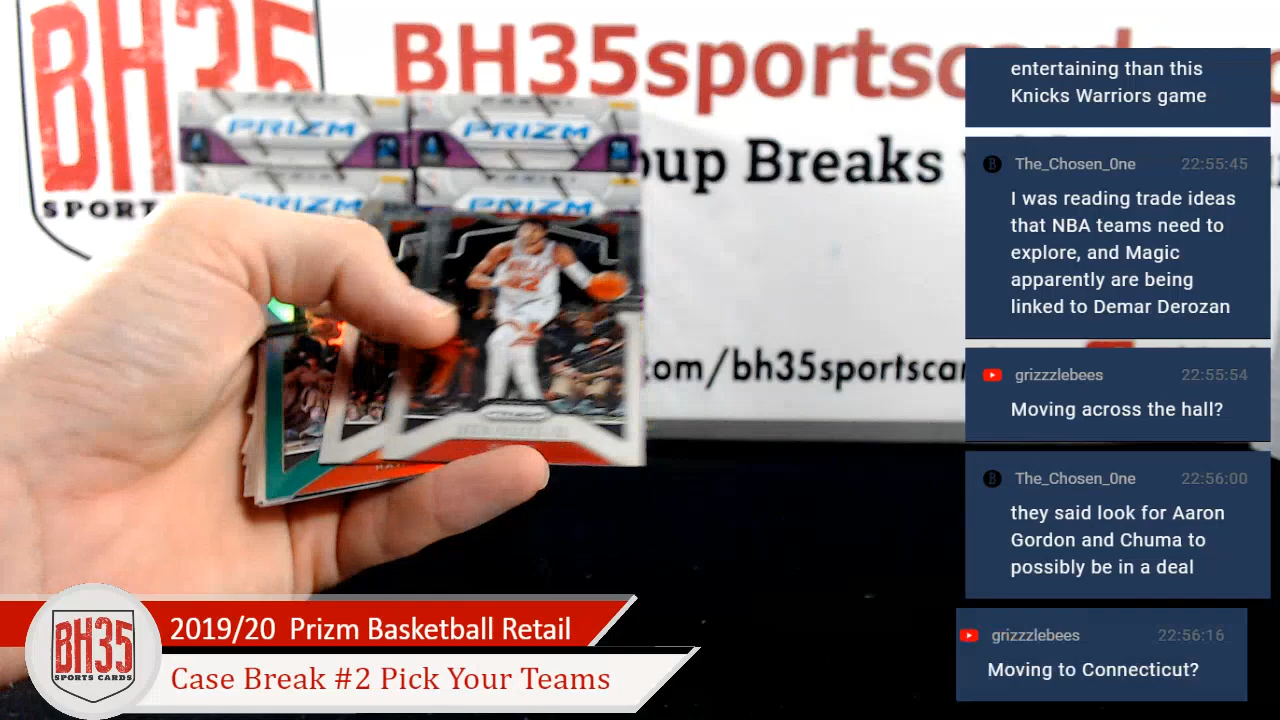 BH35
SPORT
BH35sportsc
oup Breaks
com/bh35sportscar
PRIZM
PRIZM
PRIZM
PRIZM
entertaining than this
Knicks Warriors game
The_Chosen_0ne 22:55:45
I was reading trade ideas
that NBA teams need to
explore, and Magic
apparently are being
linked to Demar Derozan
grizzzlebees 22:55:54
Moving across the hall?
The_Chosen_0ne 22:56:00
they said look for Aaron
Gordon and Chuma to
possibly be in a deal
grizzzlebees 22:56:16
Moving to Connecticut?
BH35
SPORTS CARDS
2019/20 Prizm Basketball Retail
Case Break #2 Pick Your Teams